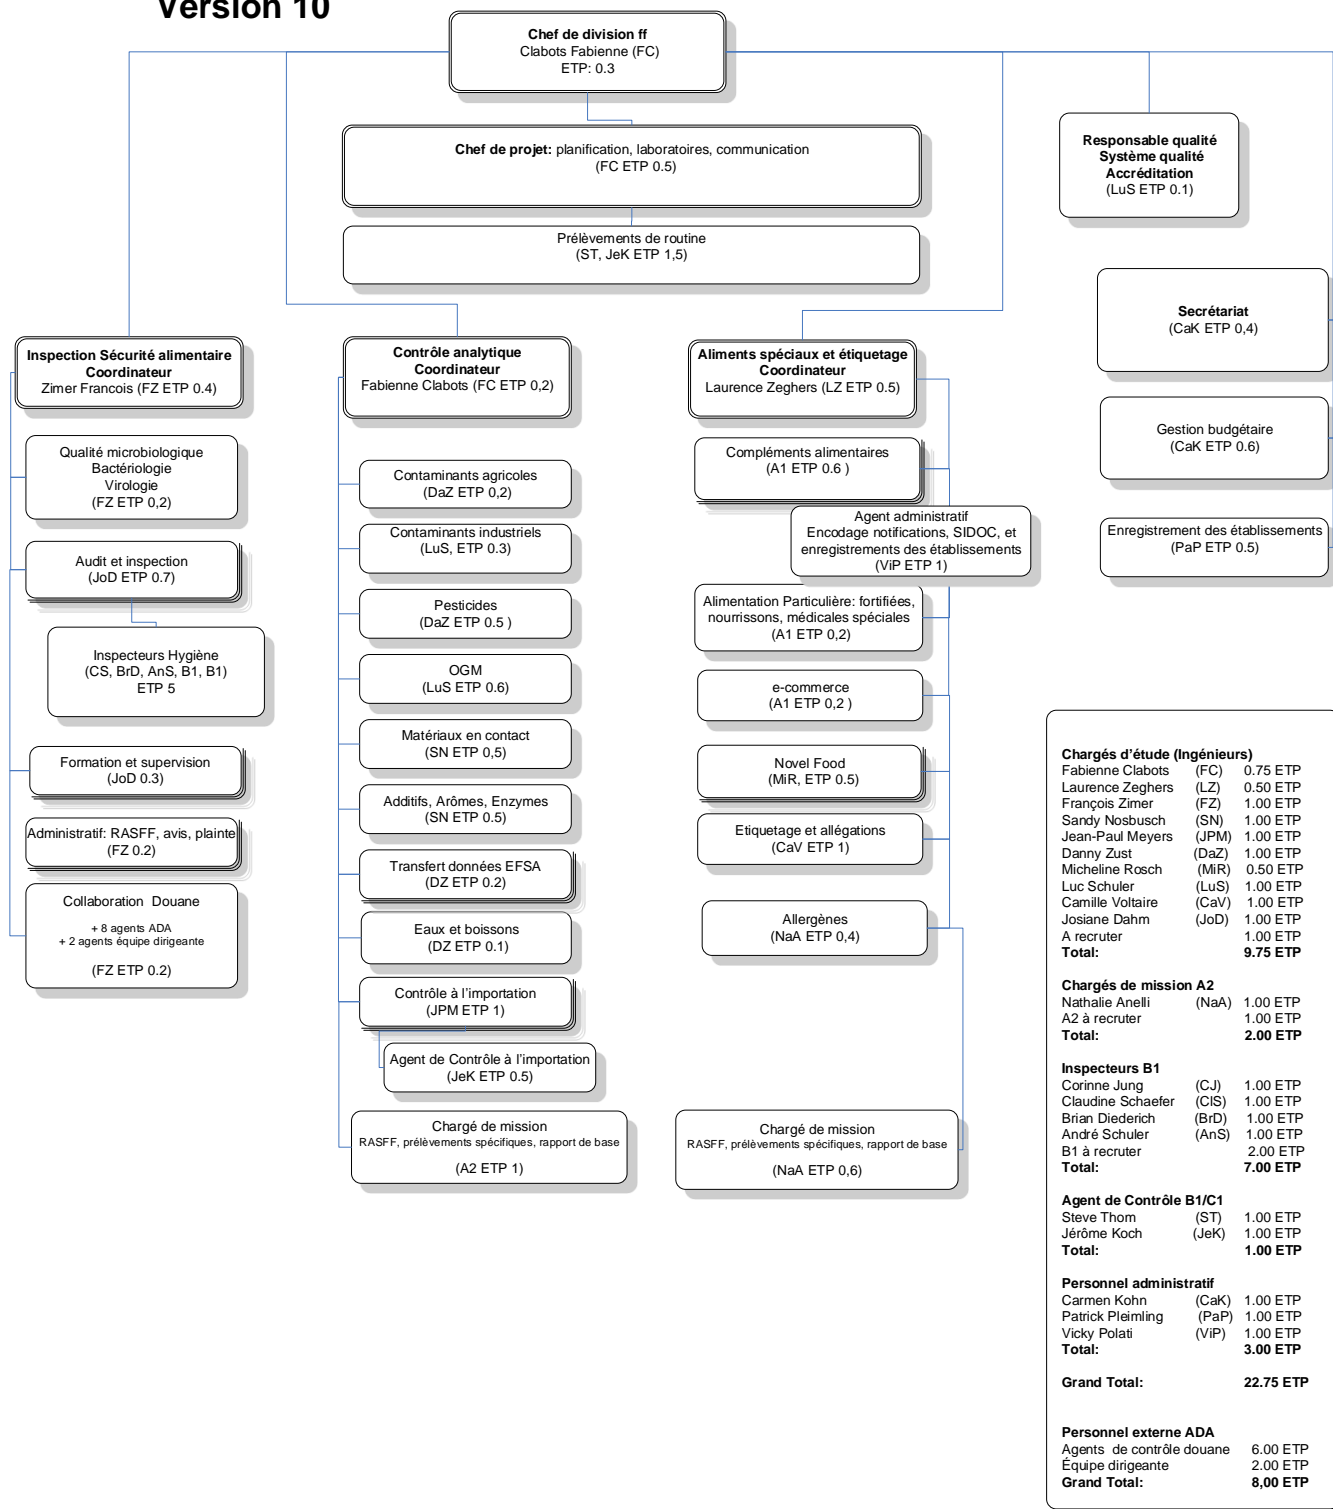 Version 10
Chef de division ff
Clabots Fabienne (FC)
ETP: 0.3
Chef de projet: planification, laboratoires, communication
(FC ETP 0.5)
Prélèvements de routine
(ST, JeK ETP 1,5)
Responsable qualité
Système qualité
Accréditation
(LuS ETP 0.1)
Secrétariat
(CaK ETP 0,4)
Gestion budgétaire
(CaK ETP 0.6)
Enregistrement des établissements
(PaP ETP 0.5)
Inspection Sécurité alimentaire
Coordinateur
Zimer Francois (FZ ETP 0.4)
Qualité microbiologique
Bactériologie
Virologie
(FZ ETP 0,2)
Audit et inspection
(JoD ETP 0.7)
Inspecteurs Hygiène
(CS, BrD, AnS, B1, B1)
ETP 5
Formation et supervision
(JoD 0.3)
Administratif: RASFF, avis, plainte
(FZ 0.2)
Collaboration Douane
+ 8 agents ADA
+ 2 agents équipe dirigeante
(FZ ETP 0.2)
Contrôle analytique
Coordinateur
Fabienne Clabots (FC ETP 0,2)
Contaminants agricoles
(DaZ ETP 0,2)
Contaminants industriels
(LuS, ETP 0.3)
Pesticides
(DaZ ETP 0.5 )
OGM
(LuS ETP 0.6)
Matériaux en contact
(SN ETP 0,5)
Additifs, Arômes, Enzymes
(SN ETP 0.5)
Transfert données EFSA
(DZ ETP 0.2)
Eaux et boissons
(DZ ETP 0.1)
Contrôle à l’importation
(JPM ETP 1)
Agent de Contrôle à l’importation
(JeK ETP 0.5)
Chargé de mission
RASFF, prélèvements spécifiques, rapport de base
(A2 ETP 1)
Aliments spéciaux et étiquetage
Coordinateur
Laurence Zeghers (LZ ETP 0.5)
Compléments alimentaires
(A1 ETP 0.6 )
Agent administratif
Encodage notifications, SIDOC, et
enregistrements des établissements
(ViP ETP 1)
Alimentation Particulière: fortifiées,
nourrissons, médicales spéciales
(A1 ETP 0,2)
e-commerce
(A1 ETP 0,2 )
Novel Food
(MiR, ETP 0.5)
Etiquetage et allégations
(CaV ETP 1)
Allergènes
(NaA ETP 0,4)
Chargé de mission
RASFF, prélèvements spécifiques, rapport de base
(NaA ETP 0,6)
Chargés d’étude (Ingénieurs)
Fabienne Clabots (FC) 0.75 ETP
Laurence Zeghers (LZ) 0.50 ETP
François Zimer (FZ) 1.00 ETP
Sandy Nosbusch (SN) 1.00 ETP
Jean-Paul Meyers (JPM) 1.00 ETP
Danny Zust (DaZ) 1.00 ETP
Micheline Rosch (MiR) 0.50 ETP
Luc Schuler (LuS) 1.00 ETP
Camille Voltaire (CaV) 1.00 ETP
Josiane Dahm (JoD) 1.00 ETP
A recruter 1.00 ETP
Total: 9.75 ETP
Chargés de mission A2
Nathalie Anelli (NaA) 1.00 ETP
A2 à recruter 1.00 ETP
Total: 2.00 ETP
Inspecteurs B1
Corinne Jung (CJ) 1.00 ETP
Claudine Schaefer (ClS) 1.00 ETP
Brian Diederich (BrD) 1.00 ETP
André Schuler (AnS) 1.00 ETP
B1 à recruter 2.00 ETP
Total: 7.00 ETP
Agent de Contrôle B1/C1
Steve Thom (ST) 1.00 ETP
Jérôme Koch (JeK) 1.00 ETP
Total: 1.00 ETP
Personnel administratif
Carmen Kohn (CaK) 1.00 ETP
Patrick Pleimling (PaP) 1.00 ETP
Vicky Polati (ViP) 1.00 ETP
Total: 3.00 ETP
Grand Total: 22.75 ETP
Personnel externe ADA
Agents de contrôle douane 6.00 ETP
Équipe dirigeante 2.00 ETP
Grand Total: 8,00 ETP